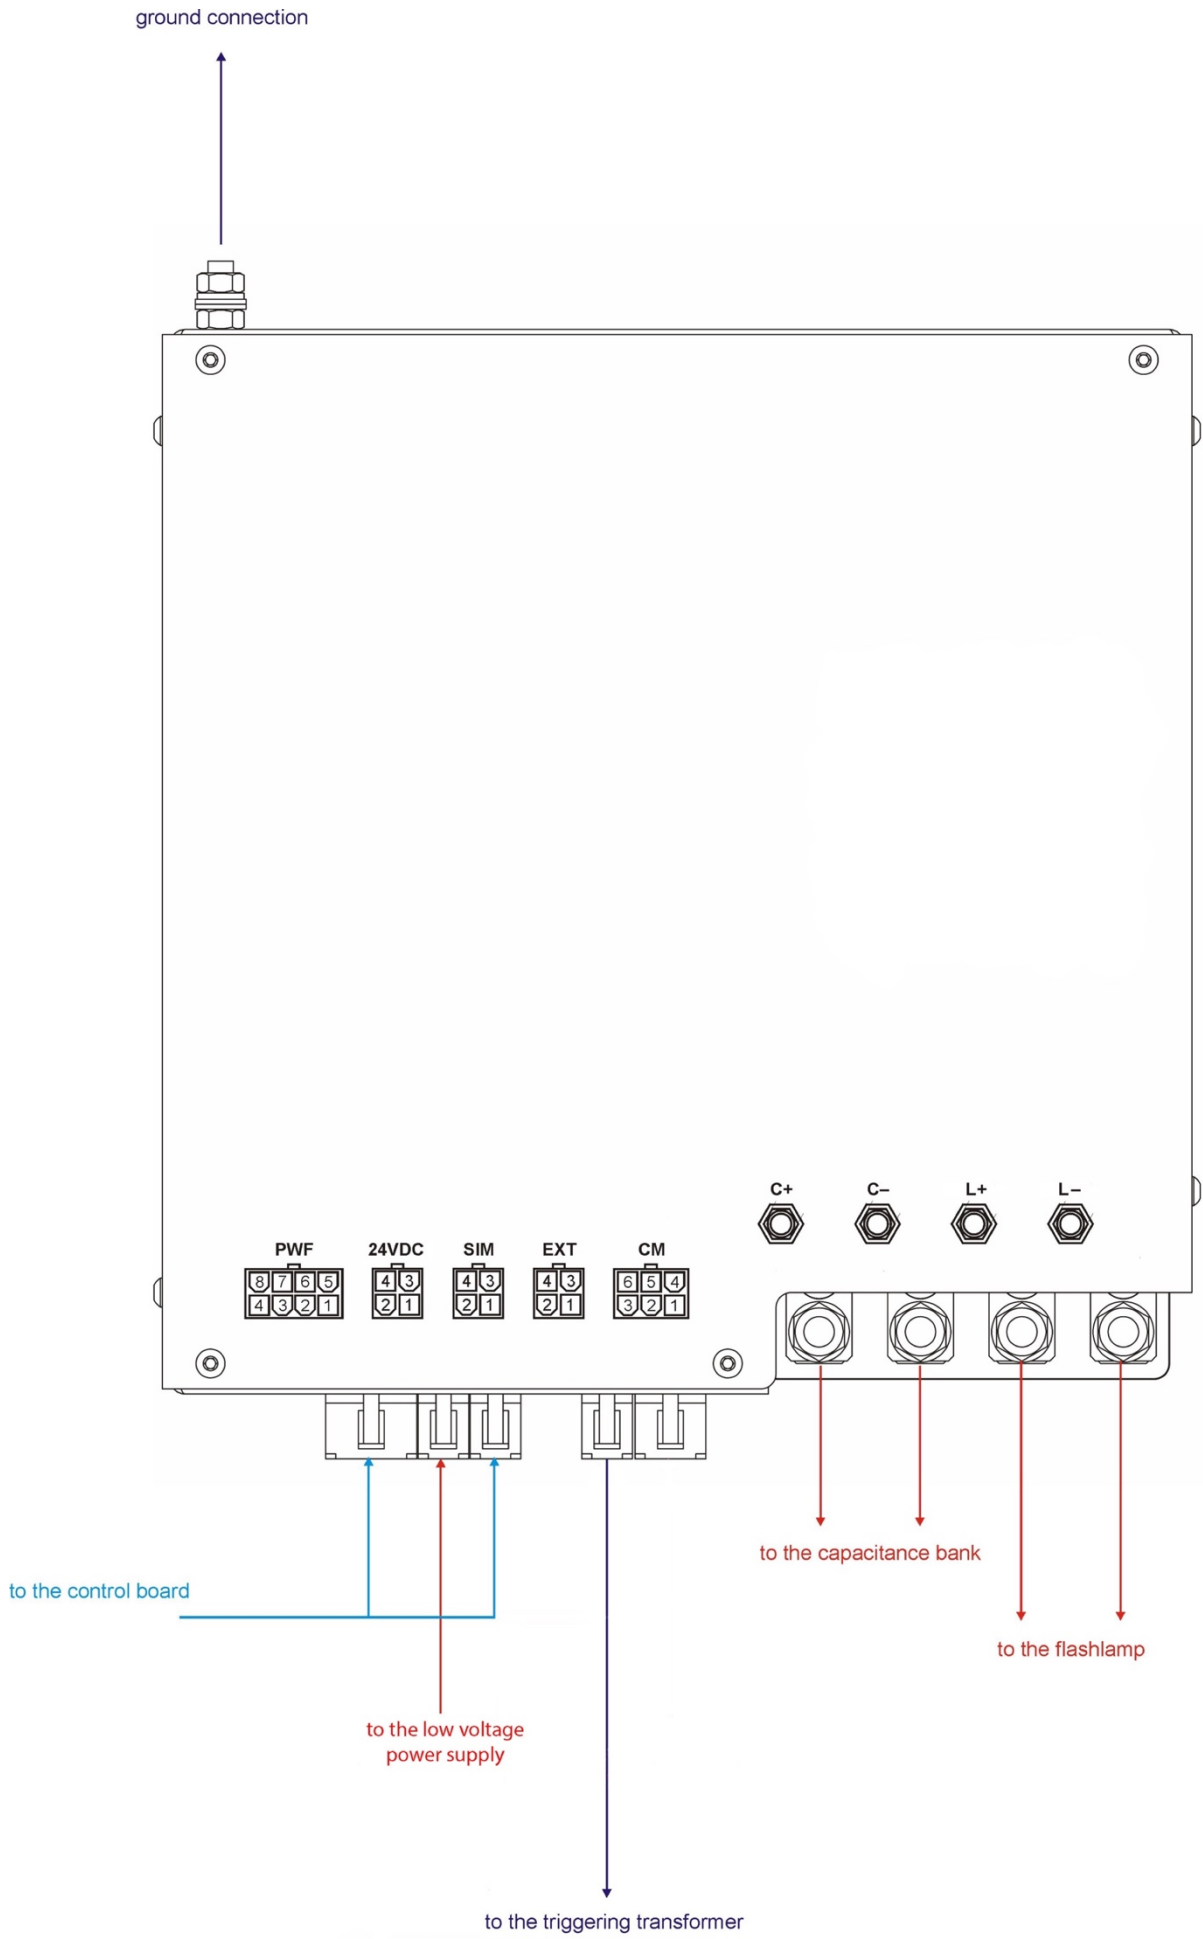 ground connection
C+ C– L+ L–
PWF 24VDC SIM EXT CM
8 7 6 5 4 3 4 3 4 3 6 5 4
4 3 2 1 2 1 2 1 2 1 3 2 1
to the capacitance bank
to the control board
to the flashlamp
to the low voltage
power supply
to the triggering transformer